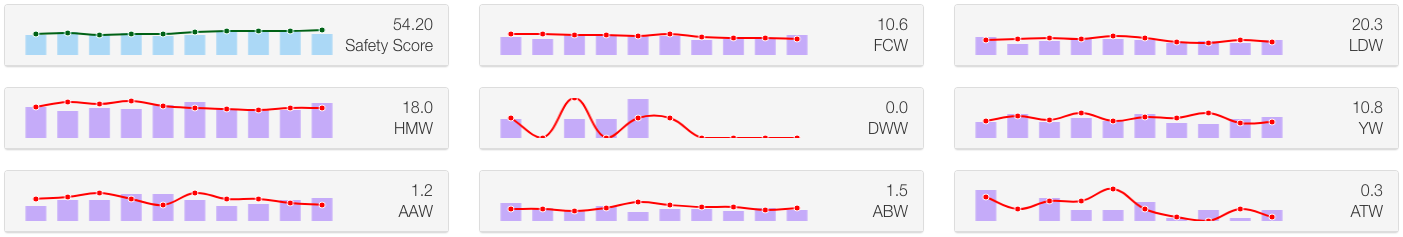 54.20
Safety Score
10.6
FCW
20.3
LDW
18.0
HMW
0.0
DWW
10.8
YW
1.2
AAW
1.5
ABW
0.3
ATW